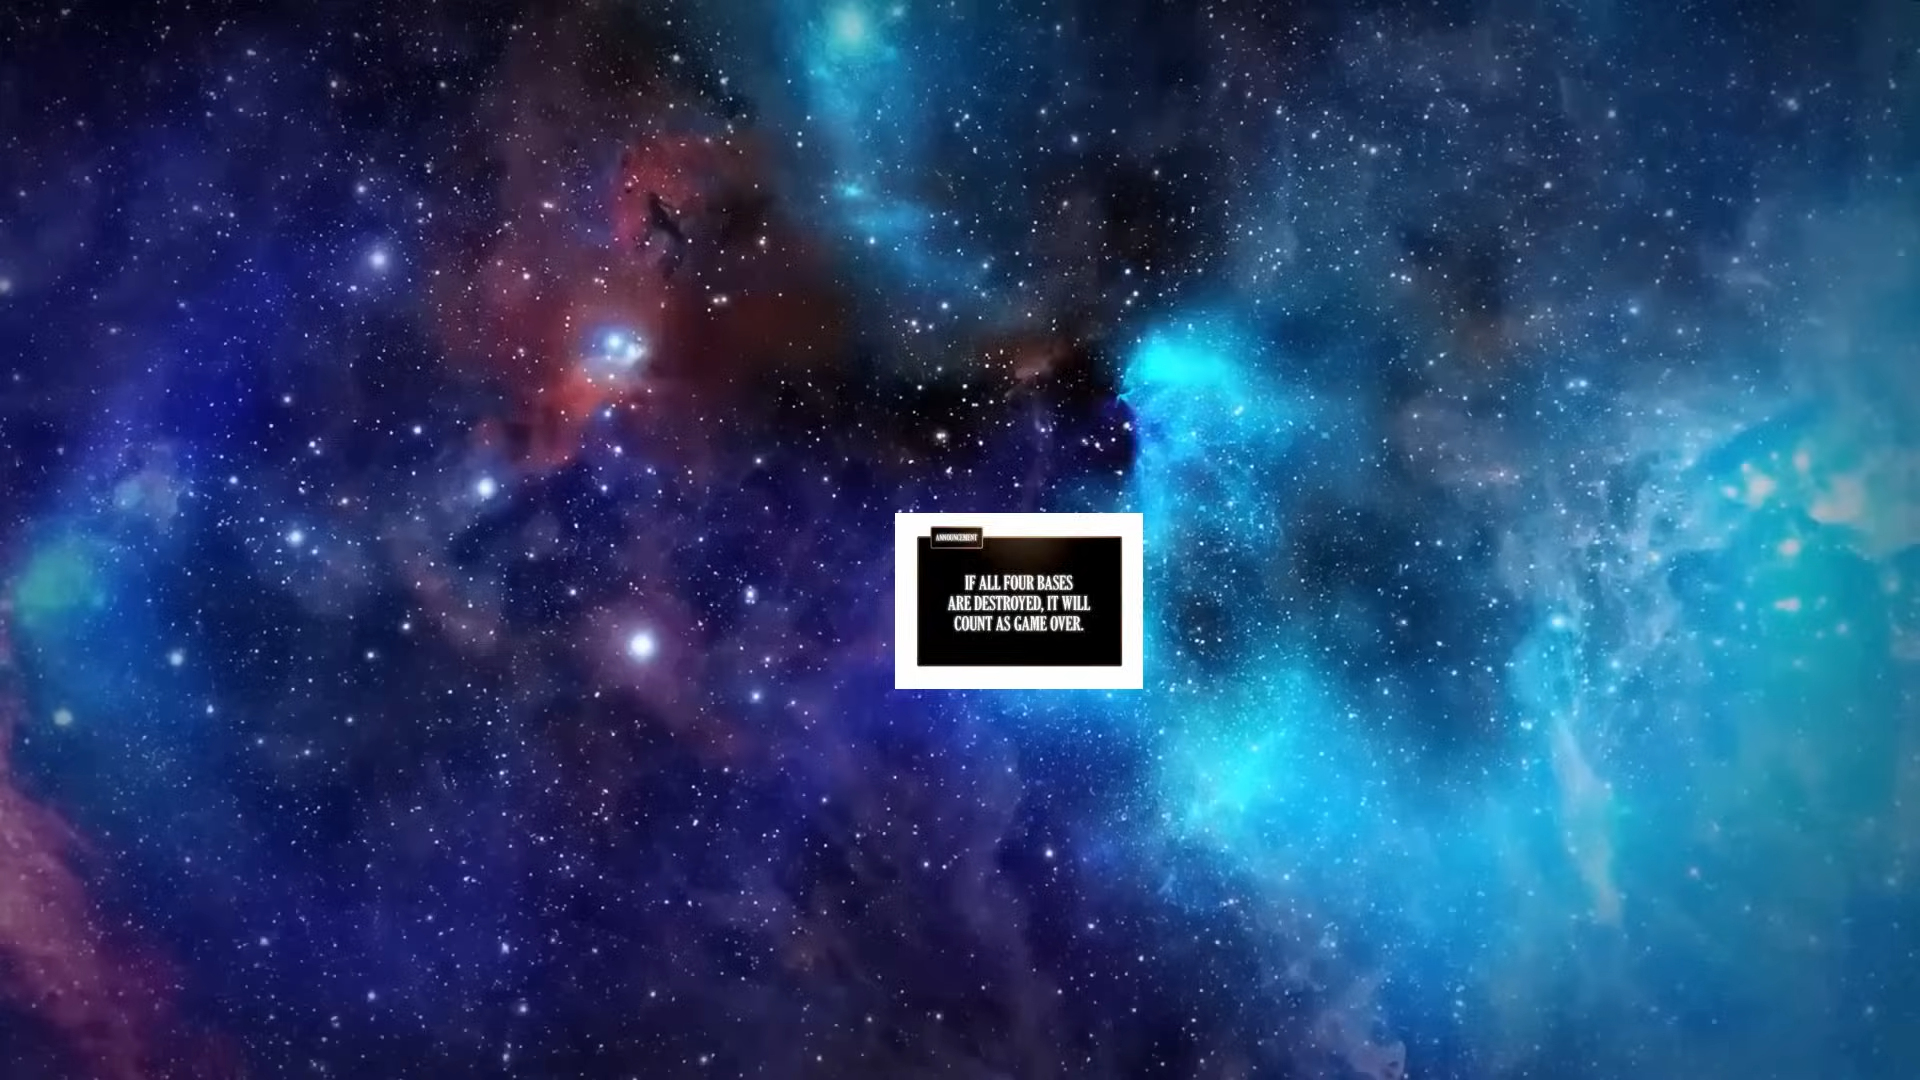 ANNOUNCEMENT
IF ALL FOUR BASES
ARE DESTROYED, IT WILL
COUNT AS GAME OVER.